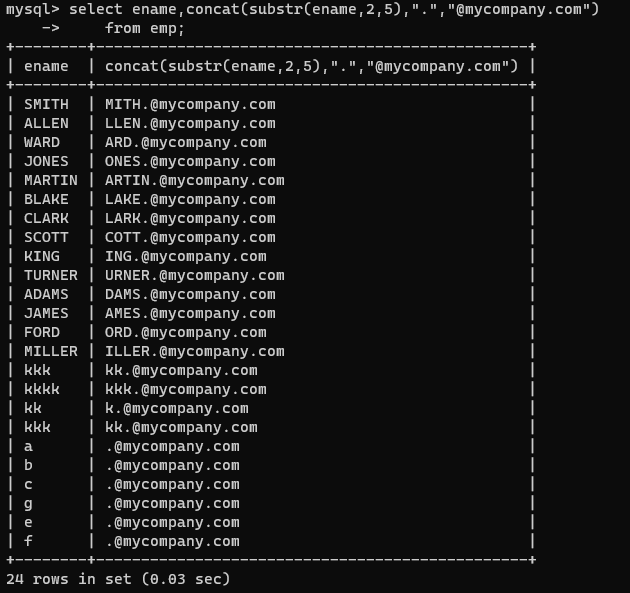 mysql> select ename,concat(substr(ename,2,5),".","@mycompany.com")
    ->     from emp;
+--------+------------------------------------------------+
| ename  | concat(substr(ename,2,5),".","@mycompany.com") |
+--------+------------------------------------------------+
| SMITH  | MITH.@mycompany.com                            |
| ALLEN  | LLEN.@mycompany.com                            |
| WARD   | ARD.@mycompany.com                             |
| JONES  | ONES.@mycompany.com                            |
| MARTIN | ARTIN.@mycompany.com                           |
| BLAKE  | LAKE.@mycompany.com                            |
| CLARK  | LARK.@mycompany.com                            |
| SCOTT  | COTT.@mycompany.com                            |
| KING   | ING.@mycompany.com                             |
| TURNER | URNER.@mycompany.com                           |
| ADAMS  | DAMS.@mycompany.com                            |
| JAMES  | AMES.@mycompany.com                            |
| FORD   | ORD.@mycompany.com                             |
| MILLER | ILLER.@mycompany.com                           |
| kkk    | kk.@mycompany.com                              |
| kkkk   | kkk.@mycompany.com                             |
| kk     | k.@mycompany.com                               |
| kkk    | kk.@mycompany.com                              |
| a      | .@mycompany.com                                |
| b      | .@mycompany.com                                |
| c      | .@mycompany.com                                |
| g      | .@mycompany.com                                |
| e      | .@mycompany.com                                |
| f      | .@mycompany.com                                |
+--------+------------------------------------------------+
24 rows in set (0.03 sec)